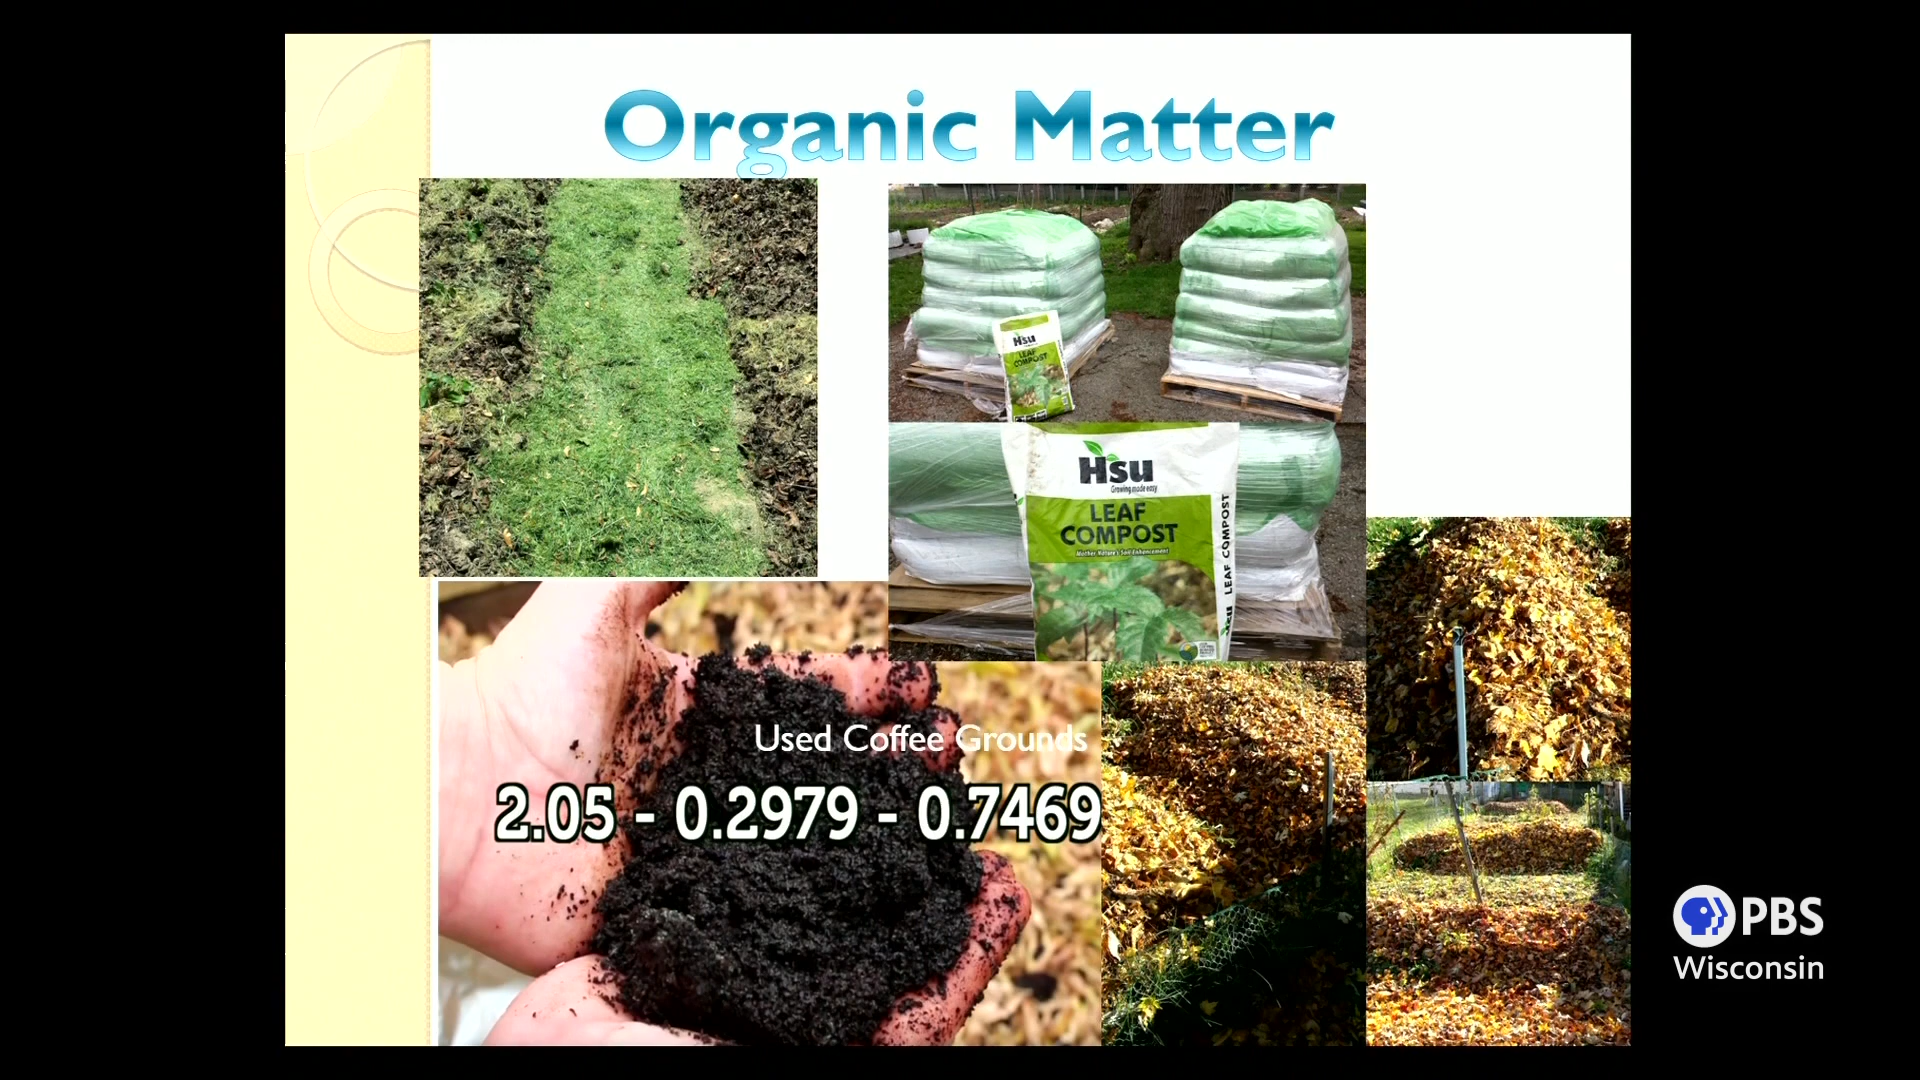 Organic Matter
Hsu
LEAF
COMPOST
Hsu
Growing made easy
LEAF
COMPOST
Mother Nature's Soil Enhancement
LEAF COMPOST
Hsu
Used Coffee Grounds
2.05 - 0.2979 - 0.7469
PBS
Wisconsin